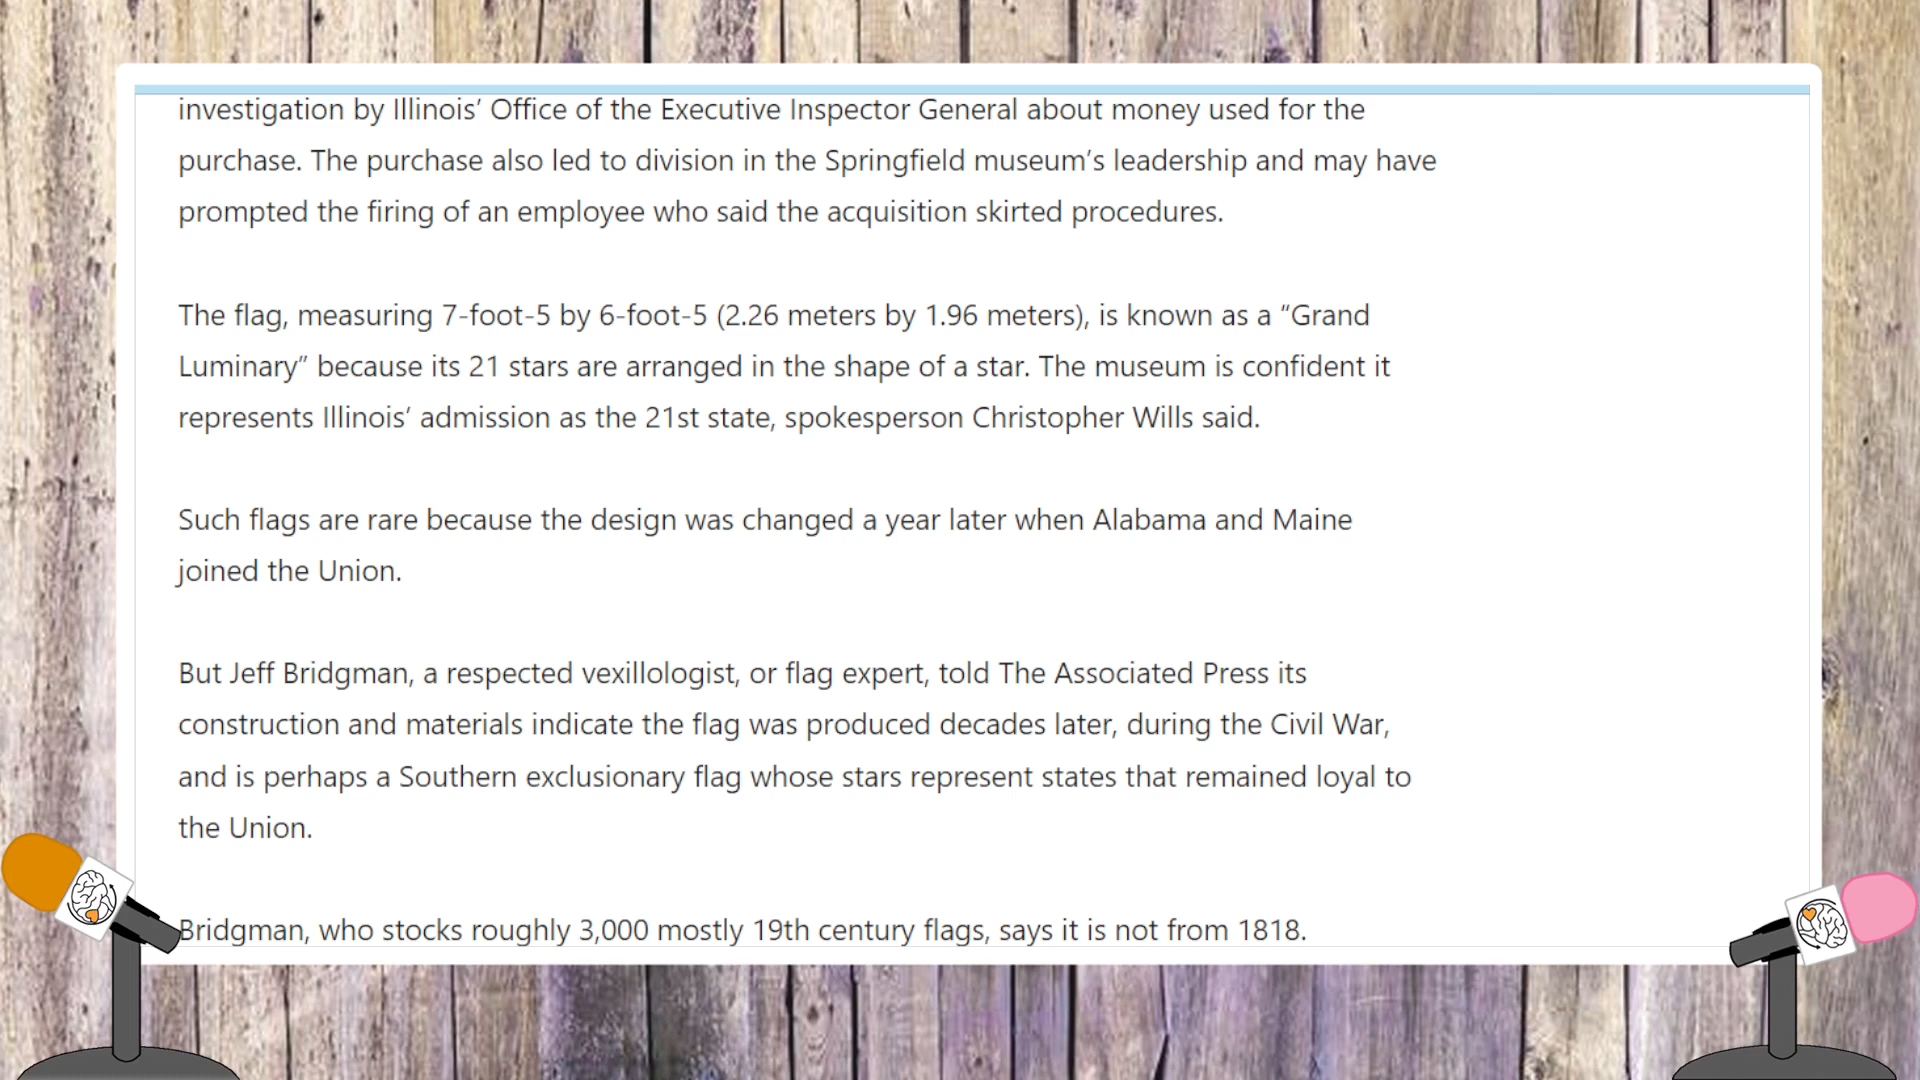 investigation by Illinois’ Office of the Executive Inspector General about money used for the
purchase. The purchase also led to division in the Springfield museum’s leadership and may have
prompted the firing of an employee who said the acquisition skirted procedures.
The flag, measuring 7-foot-5 by 6-foot-5 (2.26 meters by 1.96 meters), is known as a “Grand
Luminary” because its 21 stars are arranged in the shape of a star. The museum is confident it
represents Illinois’ admission as the 21st state, spokesperson Christopher Wills said.
Such flags are rare because the design was changed a year later when Alabama and Maine
joined the Union.
But Jeff Bridgman, a respected vexillologist, or flag expert, told The Associated Press its
construction and materials indicate the flag was produced decades later, during the Civil War,
and is perhaps a Southern exclusionary flag whose stars represent states that remained loyal to
the Union.
Bridgman, who stocks roughly 3,000 mostly 19th century flags, says it is not from 1818.